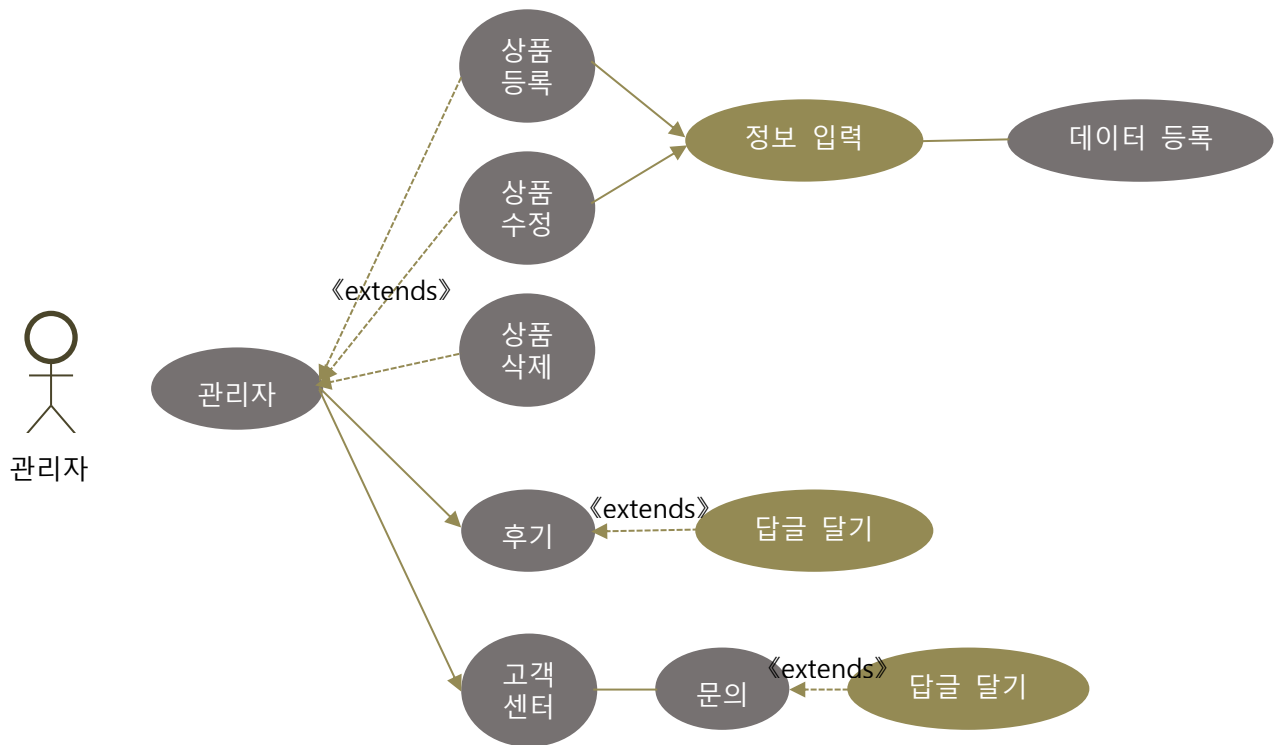 상품
등록
정보 입력
데이터 등록
상품
수정
《extends》
상품
삭제
관리자
관리자
후기
《extends》
답글 달기
고객
센터
문의
《extends》
답글 달기